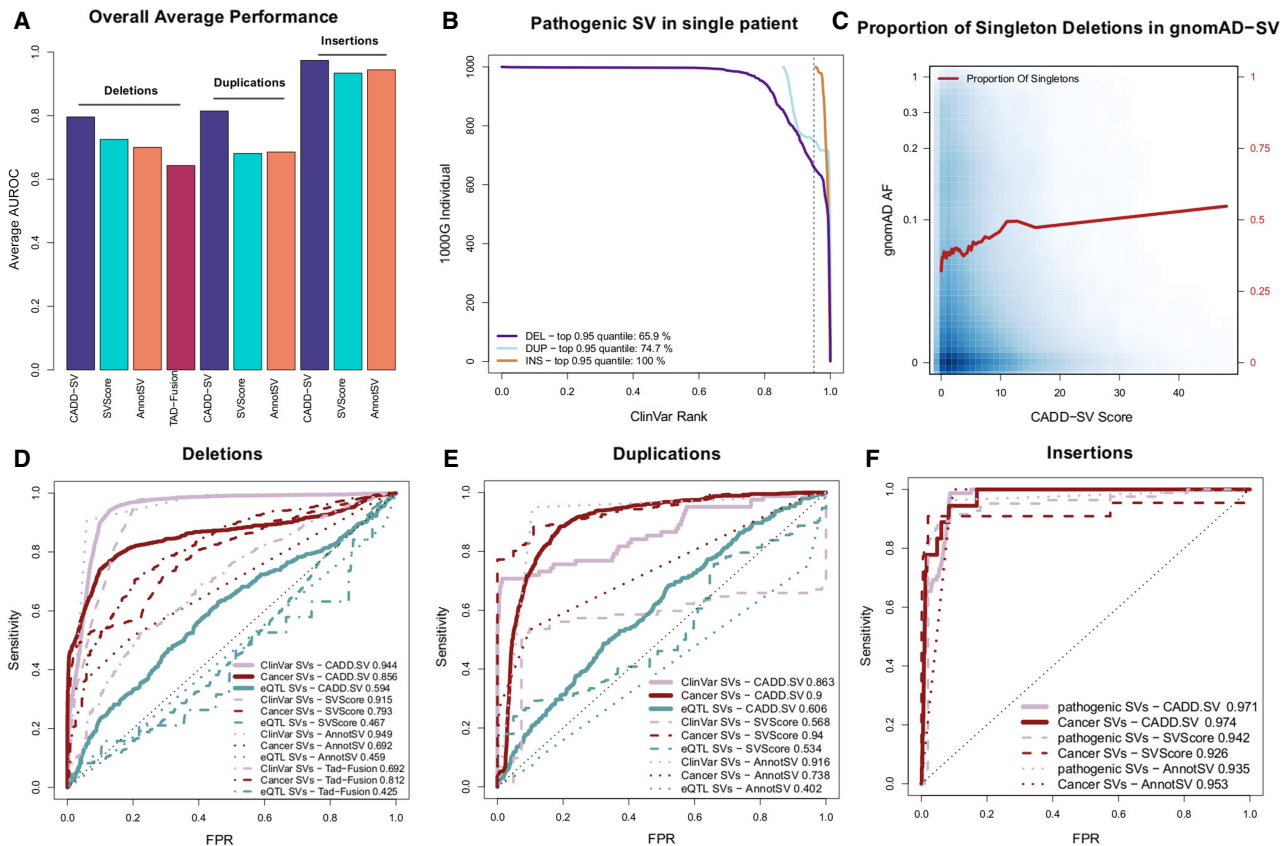 A
Overall Average Performance
Average AUROC
0.0
0.2
0.4
0.6
0.8
1.0
Deletions
Duplications
Insertions
CADD−SV
SVScore
AnnotSV
TAD−Fusion
CADD−SV
SVScore
AnnotSV
CADD−SV
SVScore
AnnotSV
B
Pathogenic SV in single patient
1000G Individual
0
200
400
600
800
1000
DEL − top 0.95 quantile: 65.9 %
DUP − top 0.95 quantile: 74.7 %
INS − top 0.95 quantile: 100 %
0.0 0.2 0.4 0.6 0.8 1.0
ClinVar Rank
C
Proportion of Singleton Deletions in gnomAD−SV
Proportion Of Singletons
gnomAD AF
1
0.3
0.2
0.1
0
1
0.75
0.5
0.25
0
0 10 20 30 40
CADD−SV Score
D
Deletions
Sensitivity
0.0
0.2
0.4
0.6
0.8
1.0
ClinVar SVs − CADD.SV 0.944
Cancer SVs − CADD.SV 0.856
eQTL SVs − CADD.SV 0.594
ClinVar SVs − SVScore 0.915
Cancer SVs − SVScore 0.793
eQTL SVs − SVScore 0.467
ClinVar SVs − AnnotSV 0.949
Cancer SVs − AnnotSV 0.692
eQTL SVs − AnnotSV 0.459
ClinVar SVs − Tad−Fusion 0.692
Cancer SVs − Tad−Fusion 0.812
eQTL SVs − Tad−Fusion 0.425
0.0 0.2 0.4 0.6 0.8 1.0
FPR
E
Duplications
Sensitivity
0.0
0.2
0.4
0.6
0.8
1.0
ClinVar SVs − CADD.SV 0.863
Cancer SVs − CADD.SV 0.9
eQTL SVs − CADD.SV 0.606
ClinVar SVs − SVScore 0.568
Cancer SVs − SVScore 0.94
eQTL SVs − SVScore 0.534
ClinVar SVs − AnnotSV 0.916
Cancer SVs − AnnotSV 0.738
eQTL SVs − AnnotSV 0.402
0.0 0.2 0.4 0.6 0.8 1.0
FPR
F
Insertions
Sensitivity
0.0
0.2
0.4
0.6
0.8
1.0
pathogenic SVs − CADD.SV 0.971
Cancer SVs − CADD.SV 0.974
pathogenic SVs − SVScore 0.942
Cancer SVs − SVScore 0.926
pathogenic SVs − AnnotSV 0.935
Cancer SVs − AnnotSV 0.953
0.0 0.2 0.4 0.6 0.8 1.0
FPR